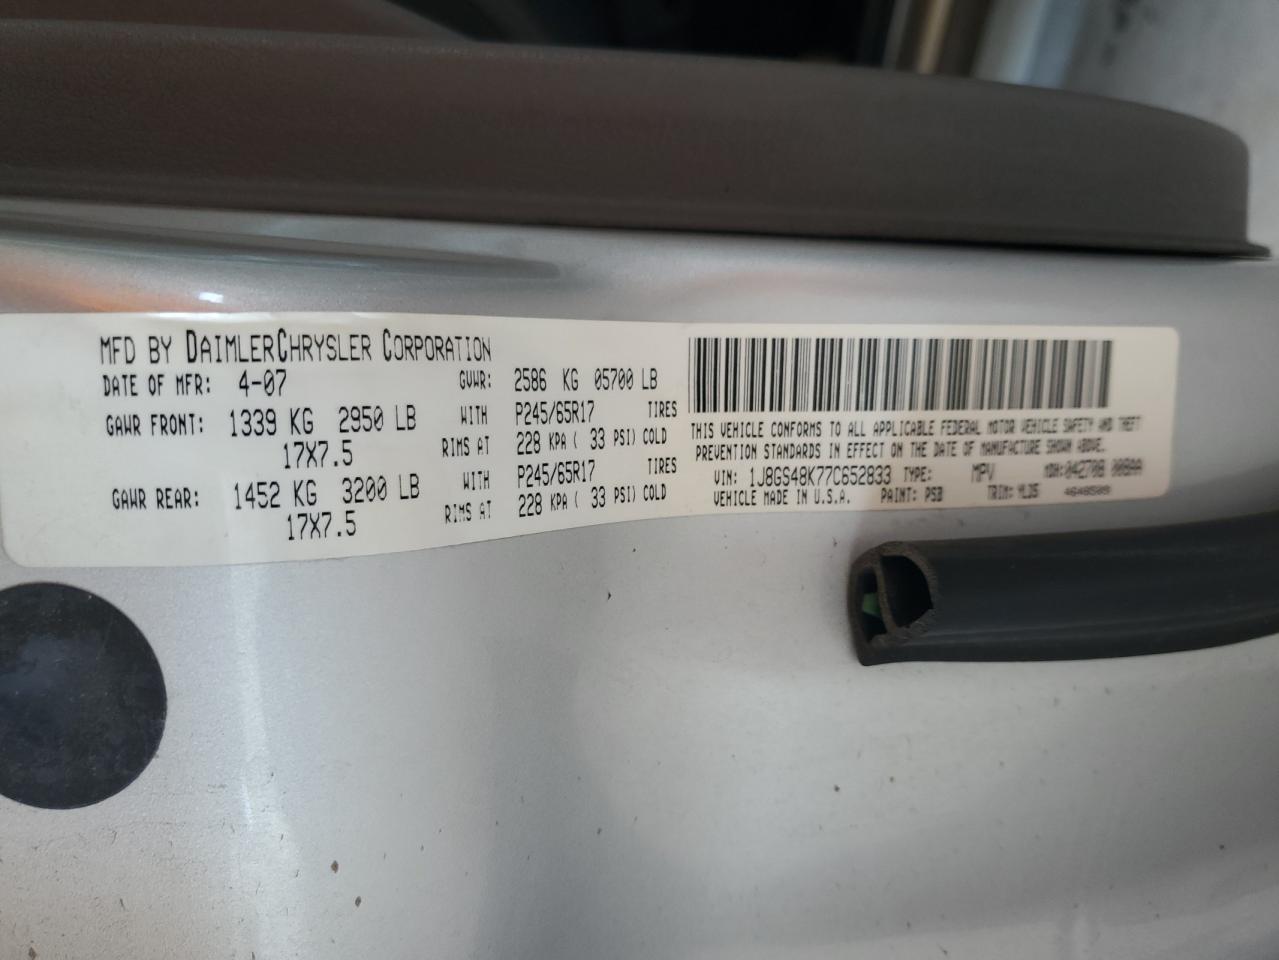 MFD BY DAIMLERCHRYSLER CORPORATION
DATE OF MFR: 4-07 GVWR: 2586 KG 05700 LB
GAWR FRONT: 1339 KG 2950 LB WITH P245/65R17 TIRES
17X7.5 RIMS AT 228 KPA ( 33 PSI) COLD
GAWR REAR: 1452 KG 3200 LB WITH P245/65R17 TIRES
17X7.5 RIMS AT 228 KPA ( 33 PSI) COLD
THIS VEHICLE CONFORMS TO ALL APPLICABLE FEDERAL MOTOR VEHICLE SAFETY AND THEFT
PREVENTION STANDARDS IN EFFECT ON THE DATE OF MANUFACTURE SHOWN ABOVE.
VIN: 1J8GS48K77C652833 TYPE: MPV MDH:
VEHICLE MADE IN U.S.A. PAINT: PSB TRIM: